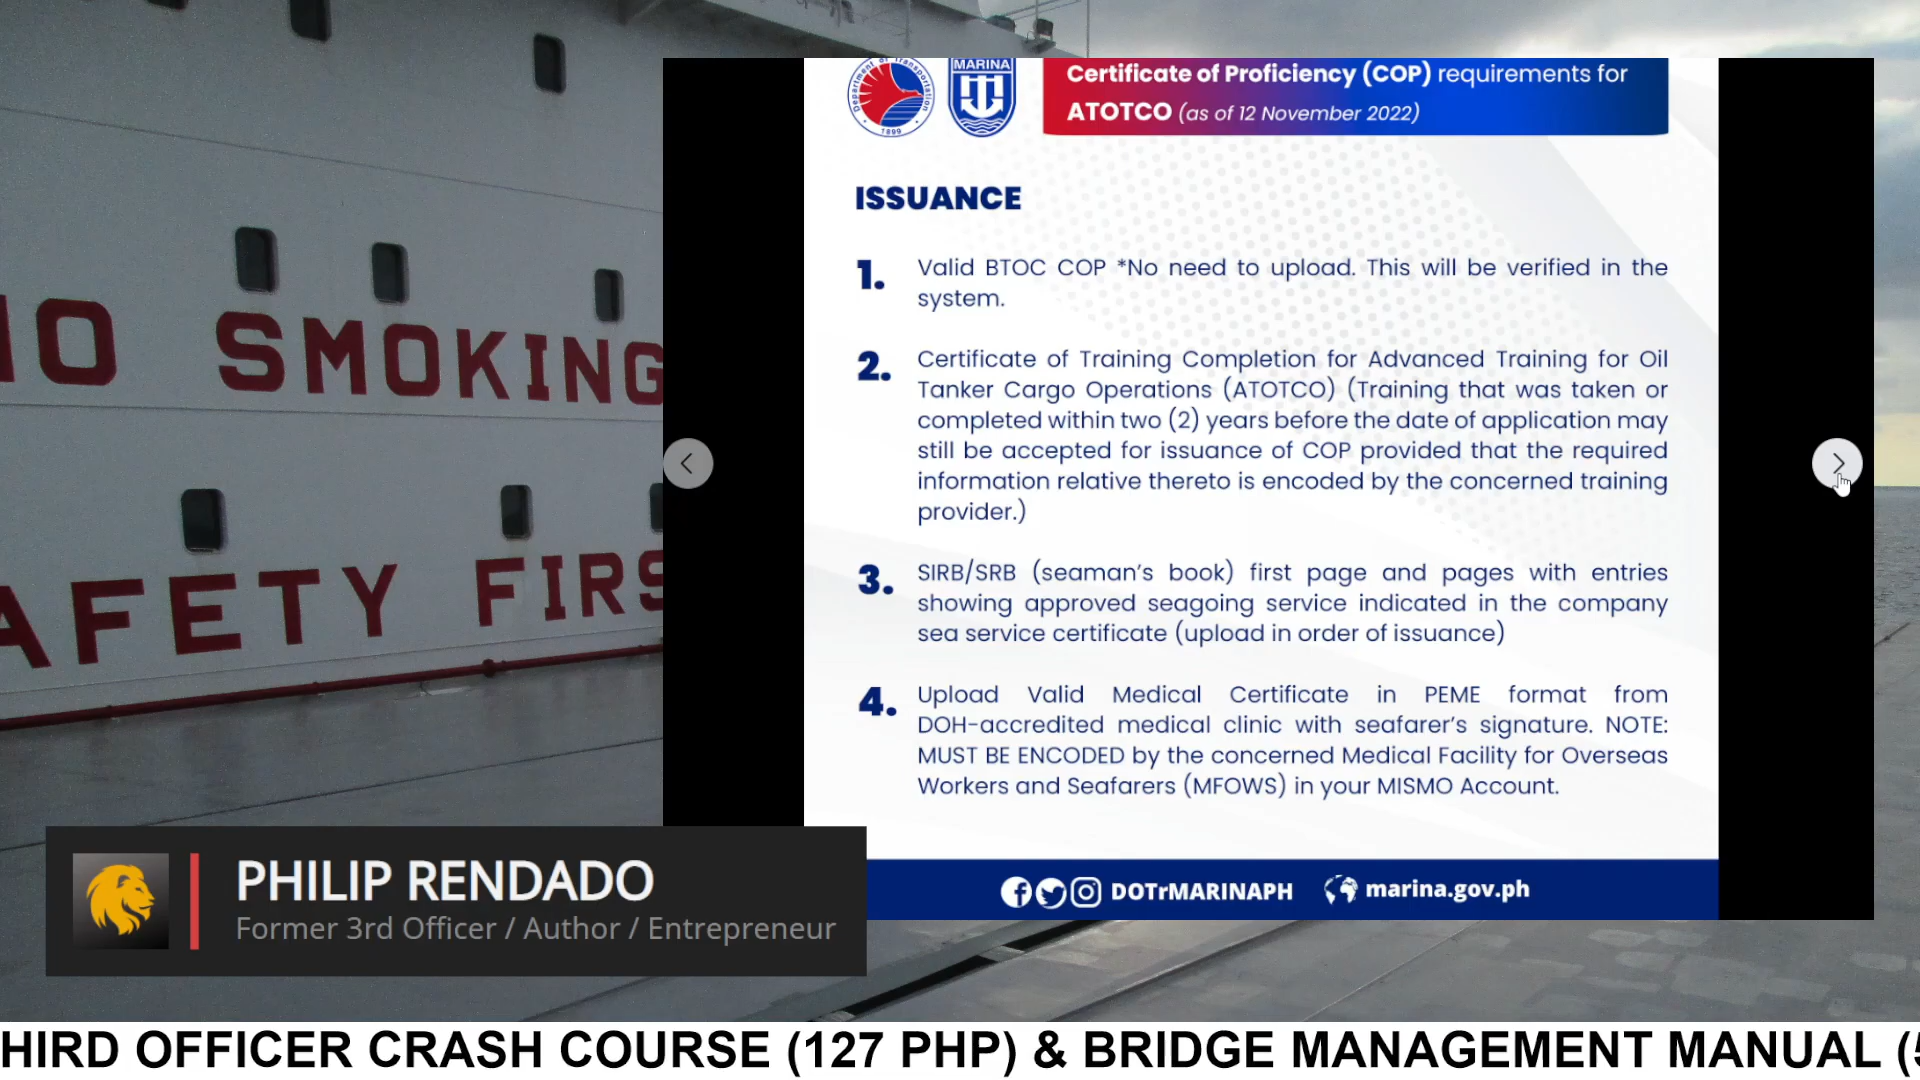 NO SMOKING
SAFETY FIRS
Department of Transportation
1899
MARINA
Certificate of Proficiency (COP) requirements for
ATOTCO (as of 12 November 2022)
ISSUANCE
1. Valid BTOC COP *No need to upload. This will be verified in the
system.
2. Certificate of Training Completion for Advanced Training for Oil
Tanker Cargo Operations (ATOTCO) (Training that was taken or
completed within two (2) years before the date of application may
still be accepted for issuance of COP provided that the required
information relative thereto is encoded by the concerned training
provider.)
3. SIRB/SRB (seaman's book) first page and pages with entries
showing approved seagoing service indicated in the company
sea service certificate (upload in order of issuance)
4. Upload Valid Medical Certificate in PEME format from
DOH-accredited medical clinic with seafarer's signature. NOTE:
MUST BE ENCODED by the concerned Medical Facility for Overseas
Workers and Seafarers (MFOWS) in your MISMO Account.
DOTrMARINAPH marina.gov.ph
PHILIP RENDADO
Former 3rd Officer / Author / Entrepreneur
HIRD OFFICER CRASH COURSE (127 PHP) & BRIDGE MANAGEMENT MANUAL (5